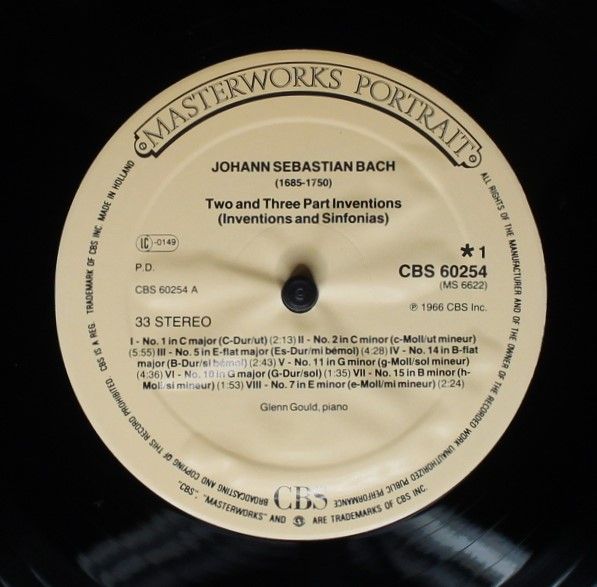 MASTERWORKS PORTRAIT
JOHANN SEBASTIAN BACH
(1685-1750)
Two and Three Part Inventions
(Inventions and Sinfonias)
LC -0149
P.D.
CBS 60254 A
*1
CBS 60254
(MS 6622)
℗ 1966 CBS Inc.
33 STEREO
I - No. 1 in C major (C-Dur/ut) (2:13) II - No. 2 in C minor (c-Moll/ut mineur)
(5:55) III - No. 5 in E-flat major (Es-Dur/mi bémol) (4:28) IV - No. 14 in B-flat
major (B-Dur/si bémol) (2:43) V - No. 11 in G minor (g-Moll/sol mineur)
(4:36) VI - No. 10 in G major (G-Dur/sol) (1:35) VII - No. 15 in B minor (h-
Moll/si mineur) (1:53) VIII - No. 7 in E minor (e-Moll/mi mineur) (2:24)
Glenn Gould, piano
CBS
ALL RIGHTS OF THE MANUFACTURER AND OF THE OWNER OF THE RECORDED WORK UNAUTHORIZED PUBLIC PERFORMANCE
BROADCASTING AND COPYING OF THIS RECORD PROHIBITED CBS IS A REG. TRADEMARK OF CBS INC MADE IN HOLLAND
"CBS" - "MASTERWORKS" AND ARE TRADEMARKS OF CBS INC.